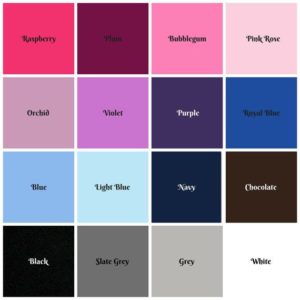 Raspberry
Plum
Bubblegum
Pink Rose
Orchid
Violet
Purple
Royal Blue
Blue
Light Blue
Navy
Chocolate
Black
Slate Grey
Grey
White